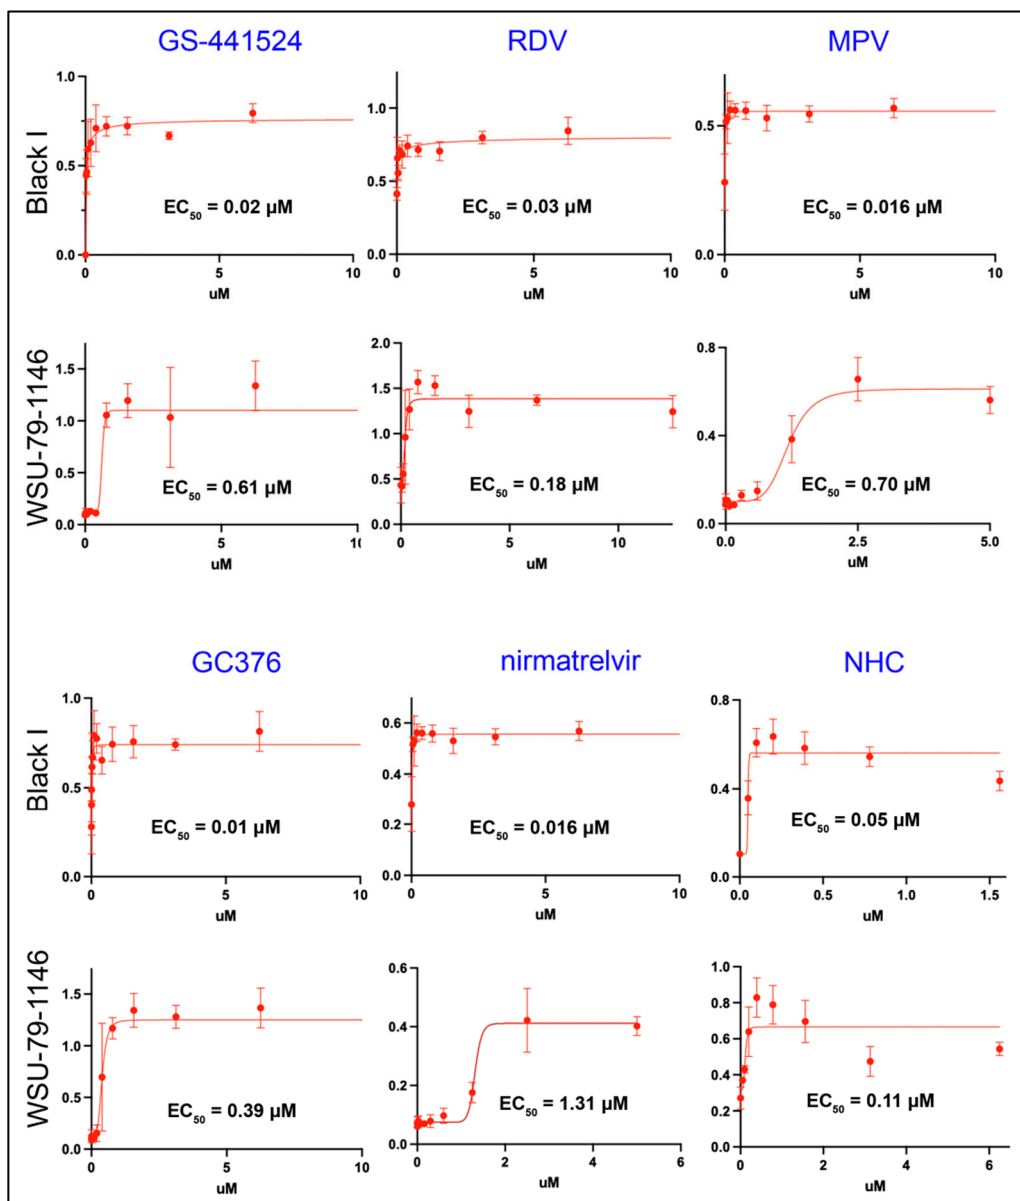 GS-441524 RDV MPV
Black I
1.0
0.5
0.0
EC50 = 0.02 µM
0 5 10
uM
1.0
0.5
0.0
EC50 = 0.03 µM
0 5 10
uM
0.5
0.0
EC50 = 0.016 µM
0 5 10
uM
WSU-79-1146
1.5
1.0
0.5
0.0
EC50 = 0.61 µM
0 5 10
uM
2.0
1.5
1.0
0.5
0.0
EC50 = 0.18 µM
0 5 10
uM
0.8
0.4
0.0
EC50 = 0.70 µM
0.0 2.5 5.0
uM
GC376 nirmatrelvir NHC
Black I
1.0
0.5
0.0
EC50 = 0.01 µM
0 5 10
uM
0.6
0.4
0.2
0.0
EC50 = 0.016 µM
0 5 10
uM
0.8
0.4
0.0
EC50 = 0.05 µM
0.0 0.5 1.0 1.5
uM
WSU-79-1146
1.5
1.0
0.5
0.0
EC50 = 0.39 µM
0 5 10
uM
0.6
0.4
0.2
0.0
EC50 = 1.31 µM
0 2 4 6
uM
1.0
0.8
0.6
0.4
0.2
0.0
EC50 = 0.11 µM
0 2 4 6
uM